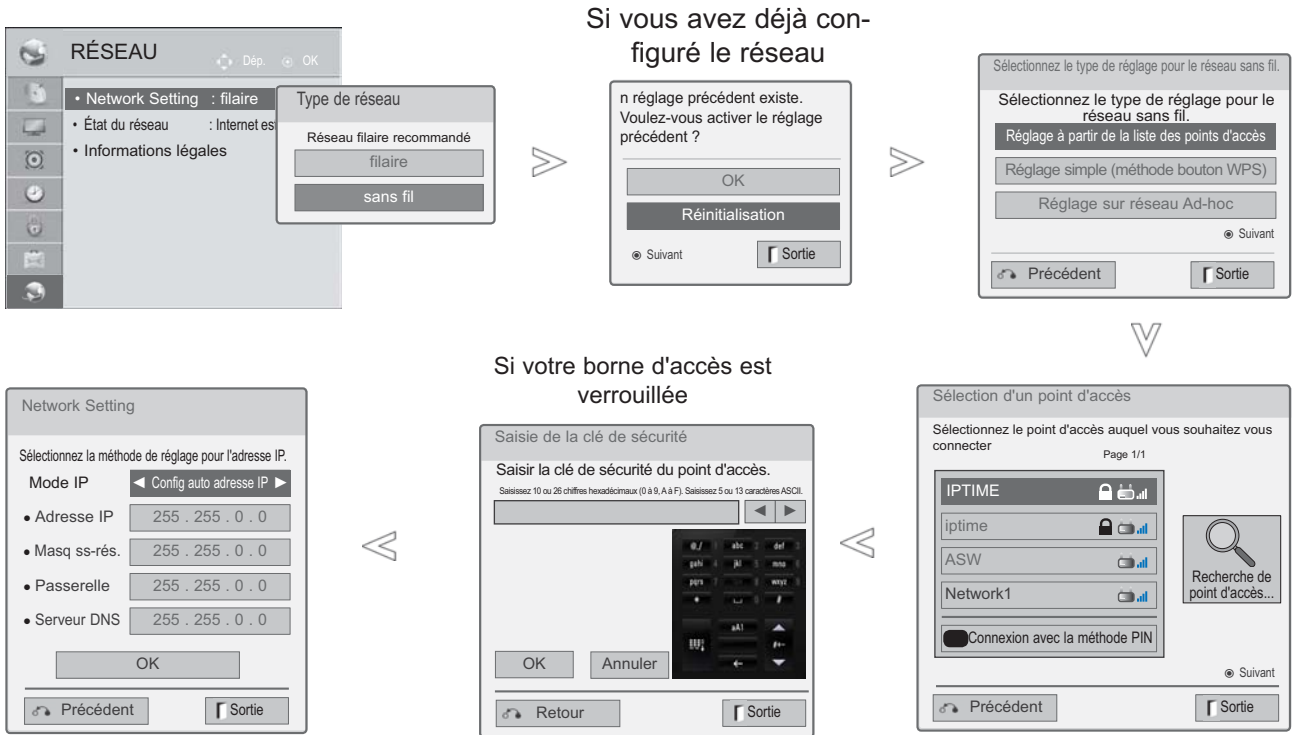 RÉSEAU
Dép. OK
• Network Setting : filaire
• État du réseau : Internet es
• Informations légales
Type de réseau
Réseau filaire recommandé
filaire
sans fil
Si vous avez déjà con-
figuré le réseau
n réglage précédent existe.
Voulez-vous activer le réglage
précédent ?
OK
Réinitialisation
Suivant
Sortie
Sélectionnez le type de réglage pour le réseau sans fil.
Sélectionnez le type de réglage pour le
réseau sans fil.
Réglage à partir de la liste des points d'accès
Réglage simple (méthode bouton WPS)
Réglage sur réseau Ad-hoc
Suivant
Précédent
Sortie
Sélection d'un point d'accès
Sélectionnez le point d'accès auquel vous souhaitez vous
connecter
Page 1/1
IPTIME
iptime
ASW
Network1
Connexion avec la méthode PIN
Recherche de
point d'accès...
Suivant
Précédent
Sortie
Si votre borne d'accès est
verrouillée
Saisie de la clé de sécurité
Saisir la clé de sécurité du point d'accès.
Saisissez 10 ou 26 chiffres hexadécimaux (0 à 9, A à F). Saisissez 5 ou 13 caractères ASCII.
◄ ►
abc def
jkl mno
OK
Annuler
Retour
Sortie
Network Setting
Sélectionnez la méthode de réglage pour l'adresse IP.
Mode IP ◄ Config auto adresse IP ►
• Adresse IP 255 . 255 . 0 . 0
• Masq ss-rés. 255 . 255 . 0 . 0
• Passerelle 255 . 255 . 0 . 0
• Serveur DNS 255 . 255 . 0 . 0
OK
Précédent
Sortie